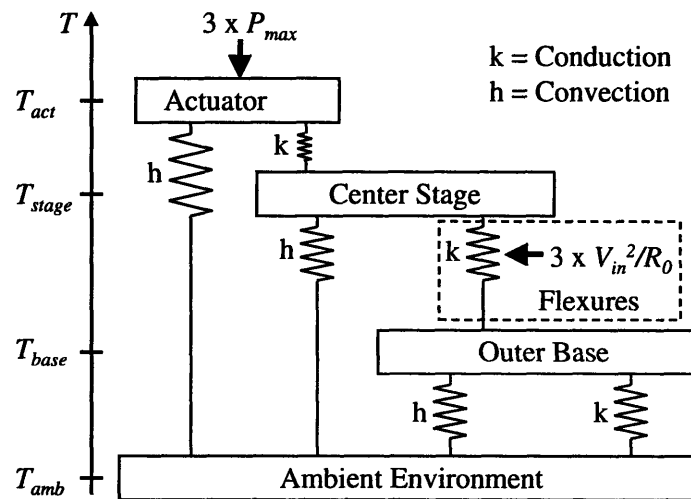 T
3 x P_max
k = Conduction
h = Convection
T_act
Actuator
h
k
T_stage
Center Stage
h
k
3 x V_in^2/R_0
Flexures
T_base
Outer Base
h
k
T_amb
Ambient Environment